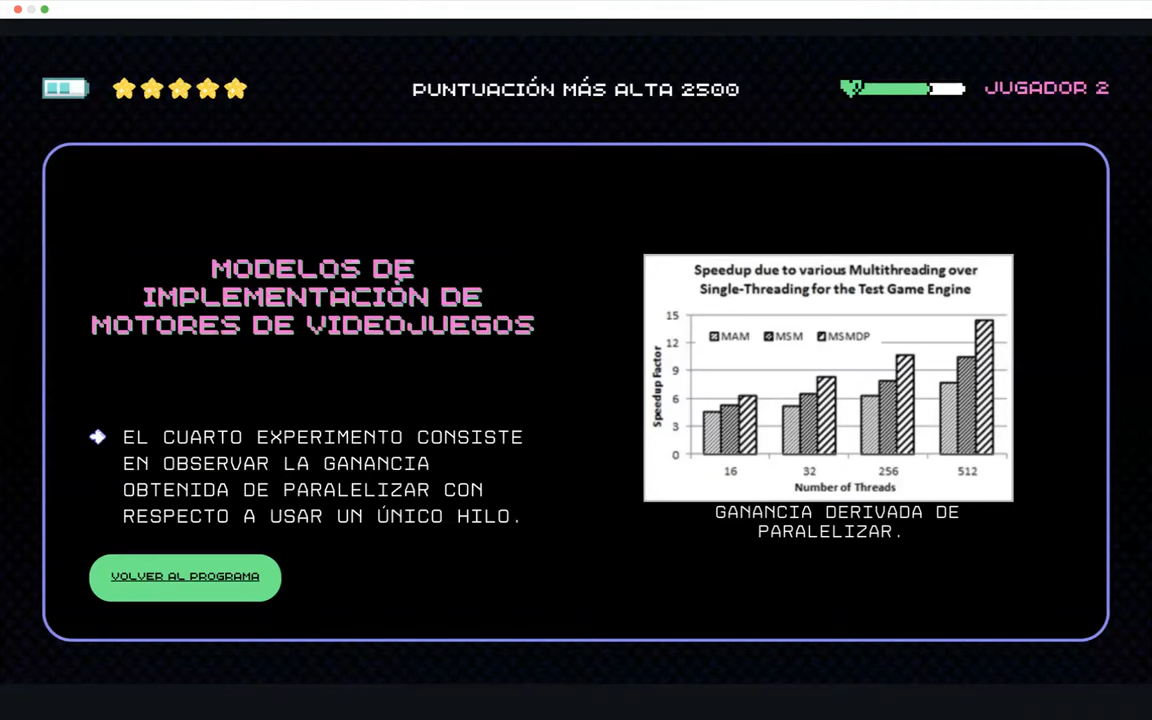 PUNTUACIÓN MÁS ALTA 2500
JUGADOR 2
MODELOS DE
IMPLEMENTACIÓN DE
MOTORES DE VIDEOJUEGOS
EL CUARTO EXPERIMENTO CONSISTE
EN OBSERVAR LA GANANCIA
OBTENIDA DE PARALELIZAR CON
RESPECTO A USAR UN ÚNICO HILO.
VOLVER AL PROGRAMA
Speedup due to various Multithreading over
Single-Threading for the Test Game Engine
15
12
9
6
3
0
Speedup Factor
MAM MSM MSMDP
16 32 256 512
Number of Threads
GANANCIA DERIVADA DE
PARALELIZAR.